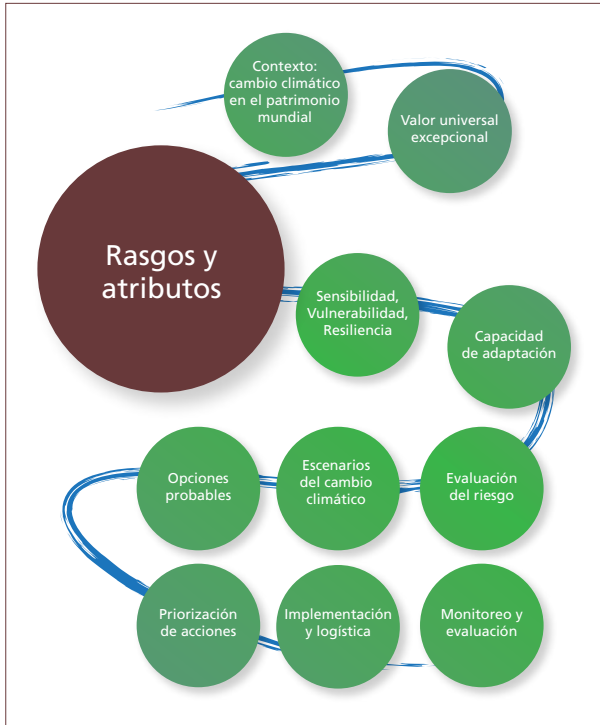 Contexto:
cambio climático
en el patrimonio
mundial
Valor universal
excepcional
Rasgos y
atributos
Sensibilidad,
Vulnerabilidad,
Resiliencia
Capacidad
de adaptación
Evaluación
del riesgo
Escenarios
del cambio
climático
Opciones
probables
Priorización
de acciones
Implementación
y logística
Monitoreo y
evaluación